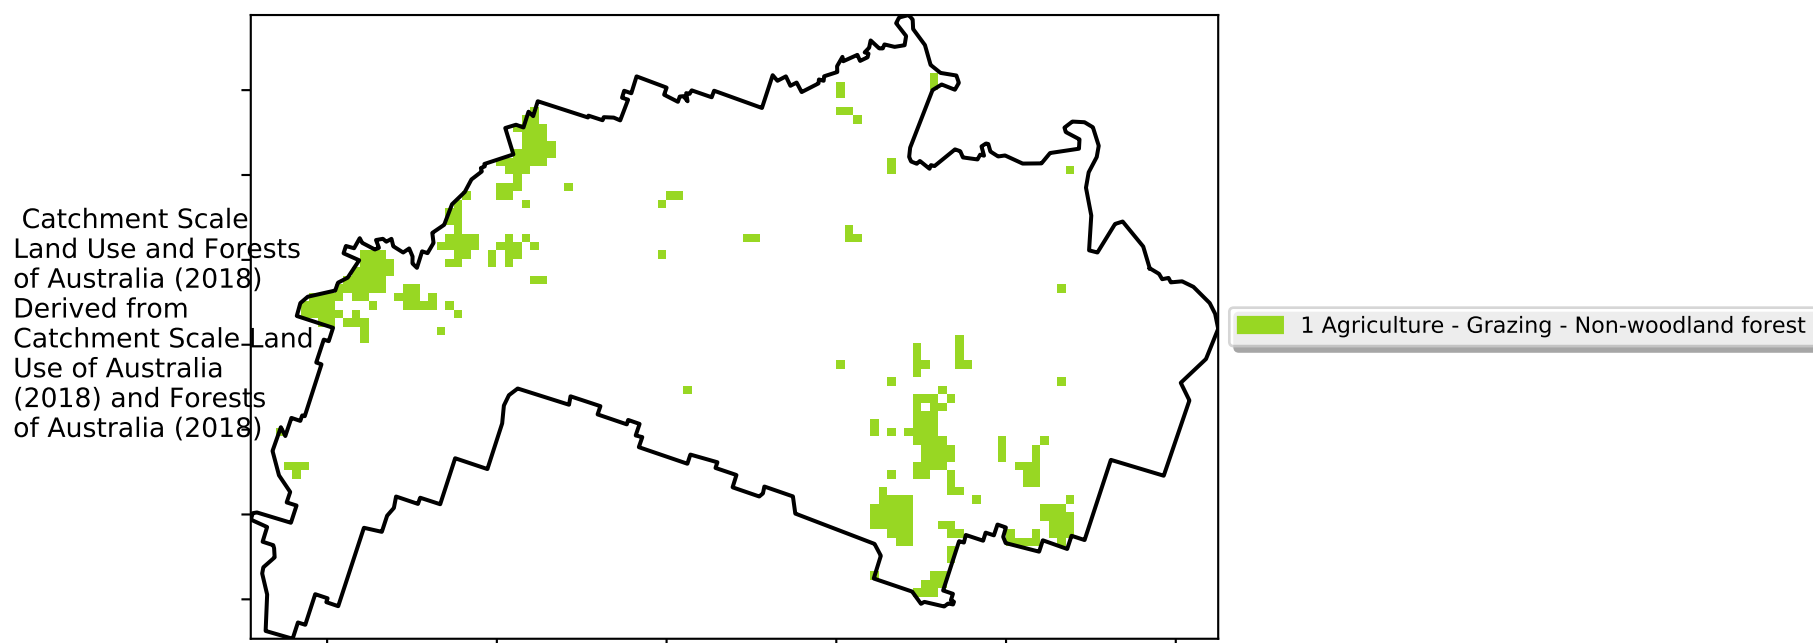 Catchment Scale
Land Use and Forests
of Australia (2018)
Derived from
Catchment Scale Land
Use of Australia
(2018) and Forests
of Australia (2018)
1 Agriculture - Grazing - Non-woodland forest